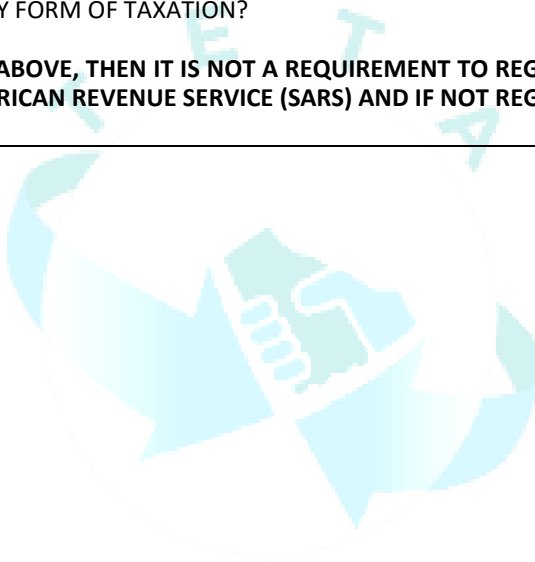 Y FORM OF TAXATION?
ABOVE, THEN IT IS NOT A REQUIREMENT TO REG
RICAN REVENUE SERVICE (SARS) AND IF NOT REG
T E T A